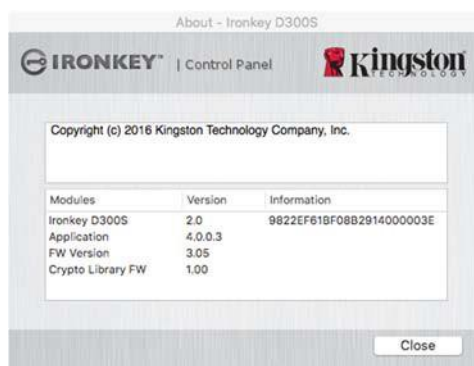 About - Ironkey D300S
IRONKEY™ | Control Panel
Kingston
TECHNOLOGY
Copyright (c) 2016 Kingston Technology Company, Inc.
Modules Version Information
Ironkey D300S 2.0 9822EF61BF08B2914000003E
Application 4.0.0.3
FW Version 3.05
Crypto Library FW 1.00
Close